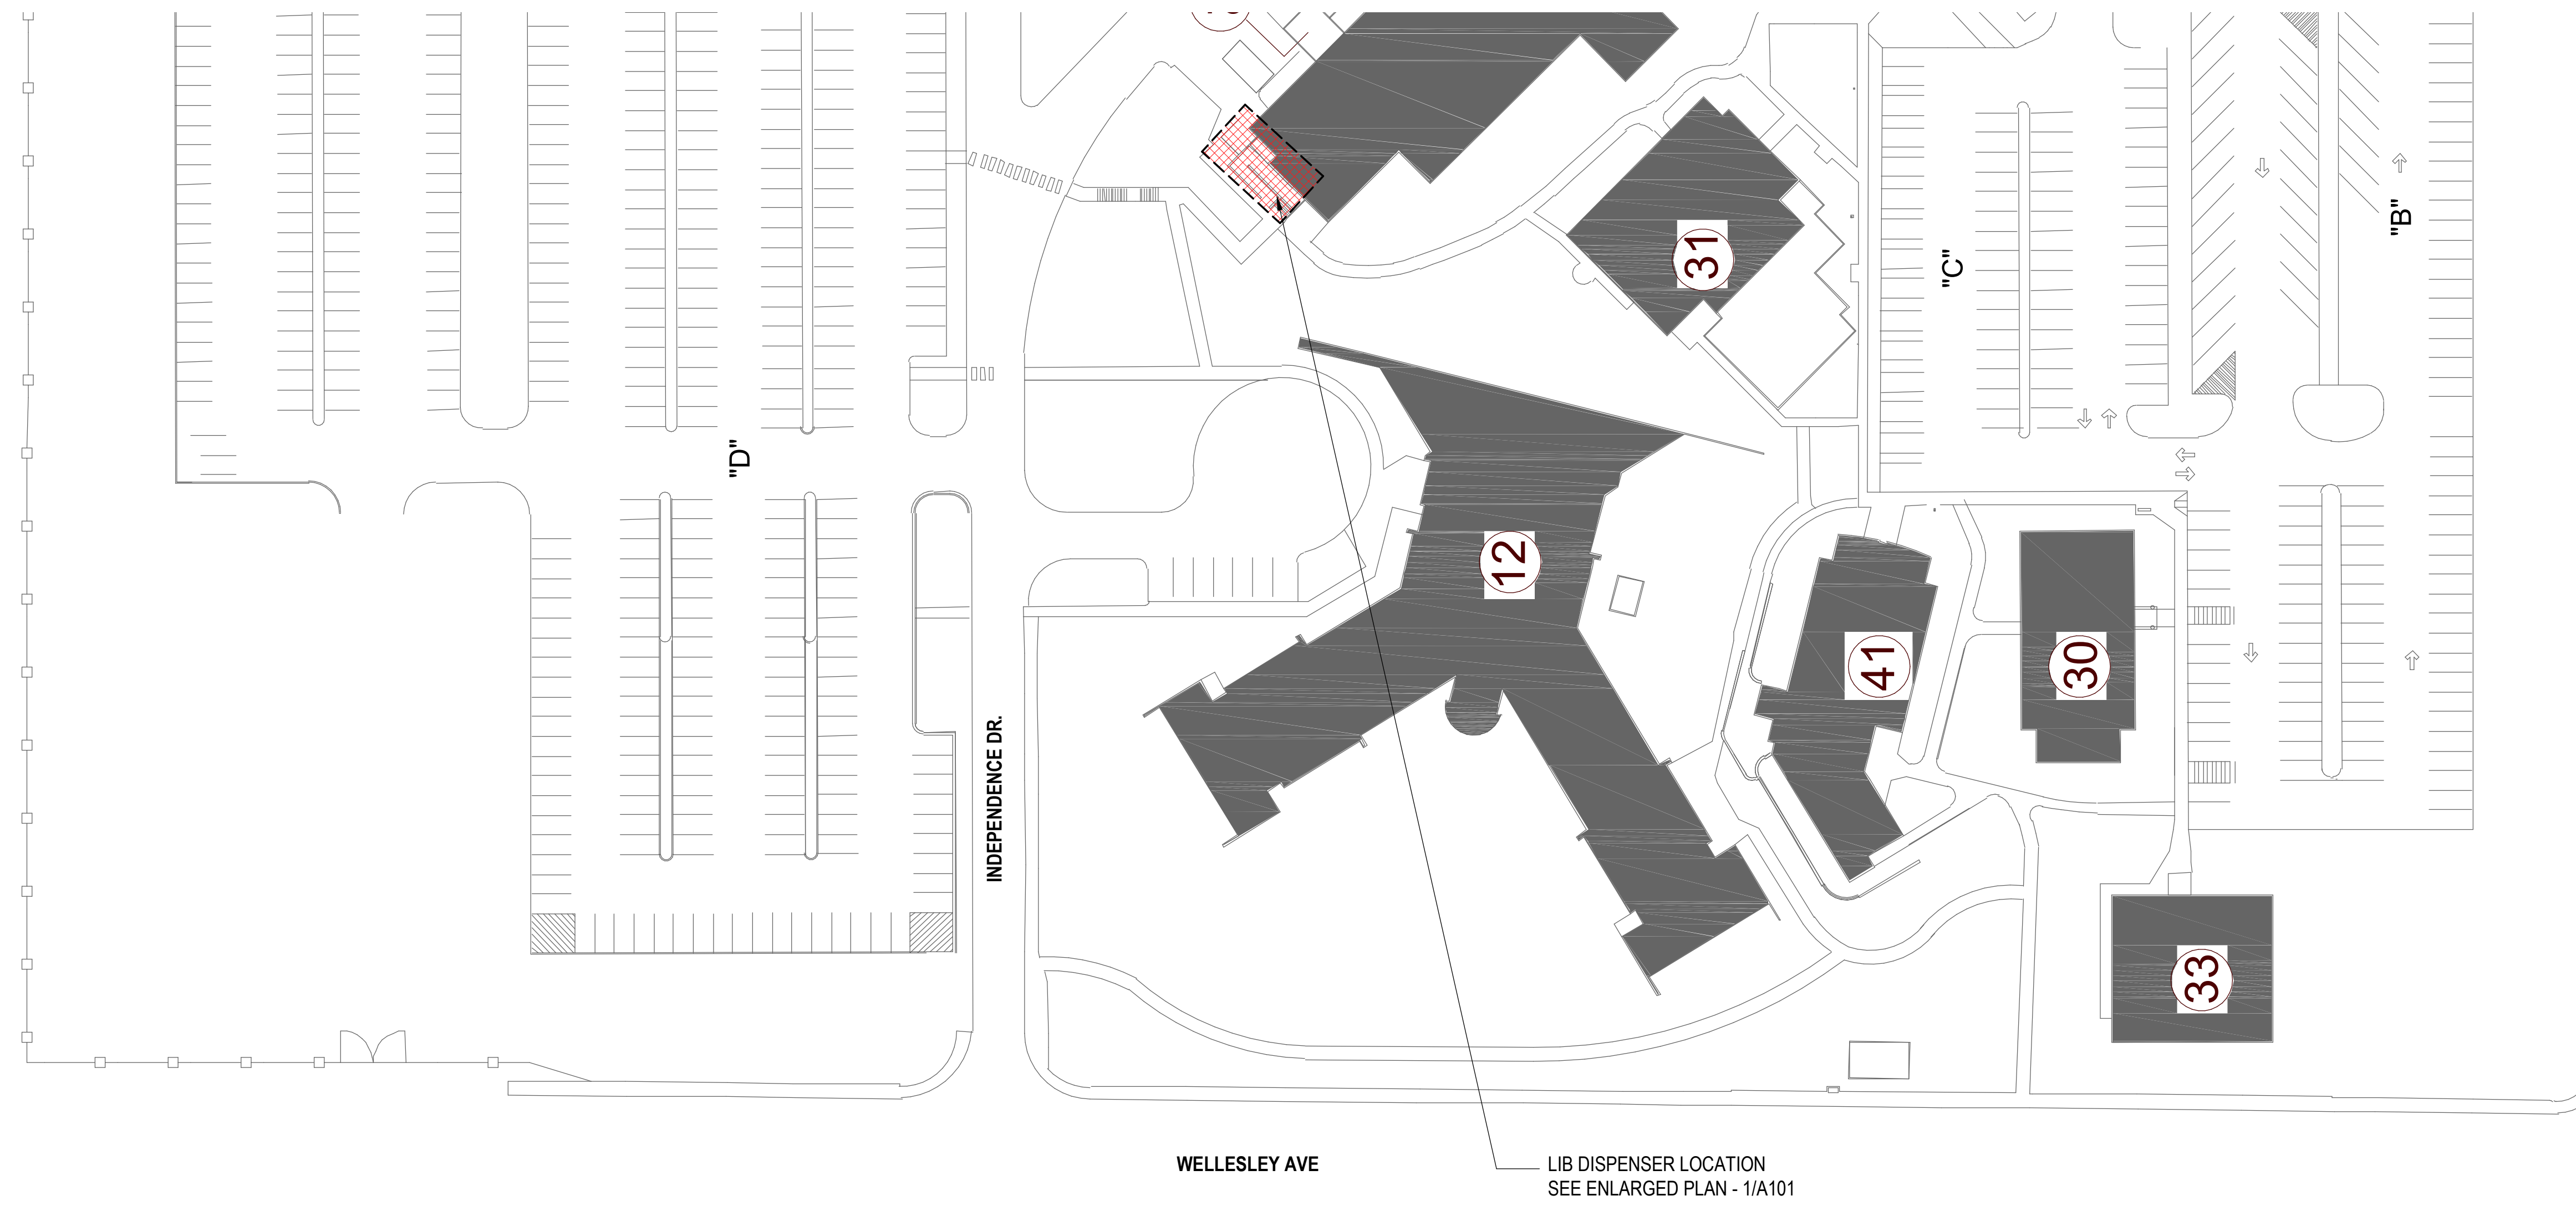 "B"
"C"
31
"D"
12
41
30
INDEPENDENCE DR.
33
WELLESLEY AVE
LIB DISPENSER LOCATION
SEE ENLARGED PLAN - 1/A101